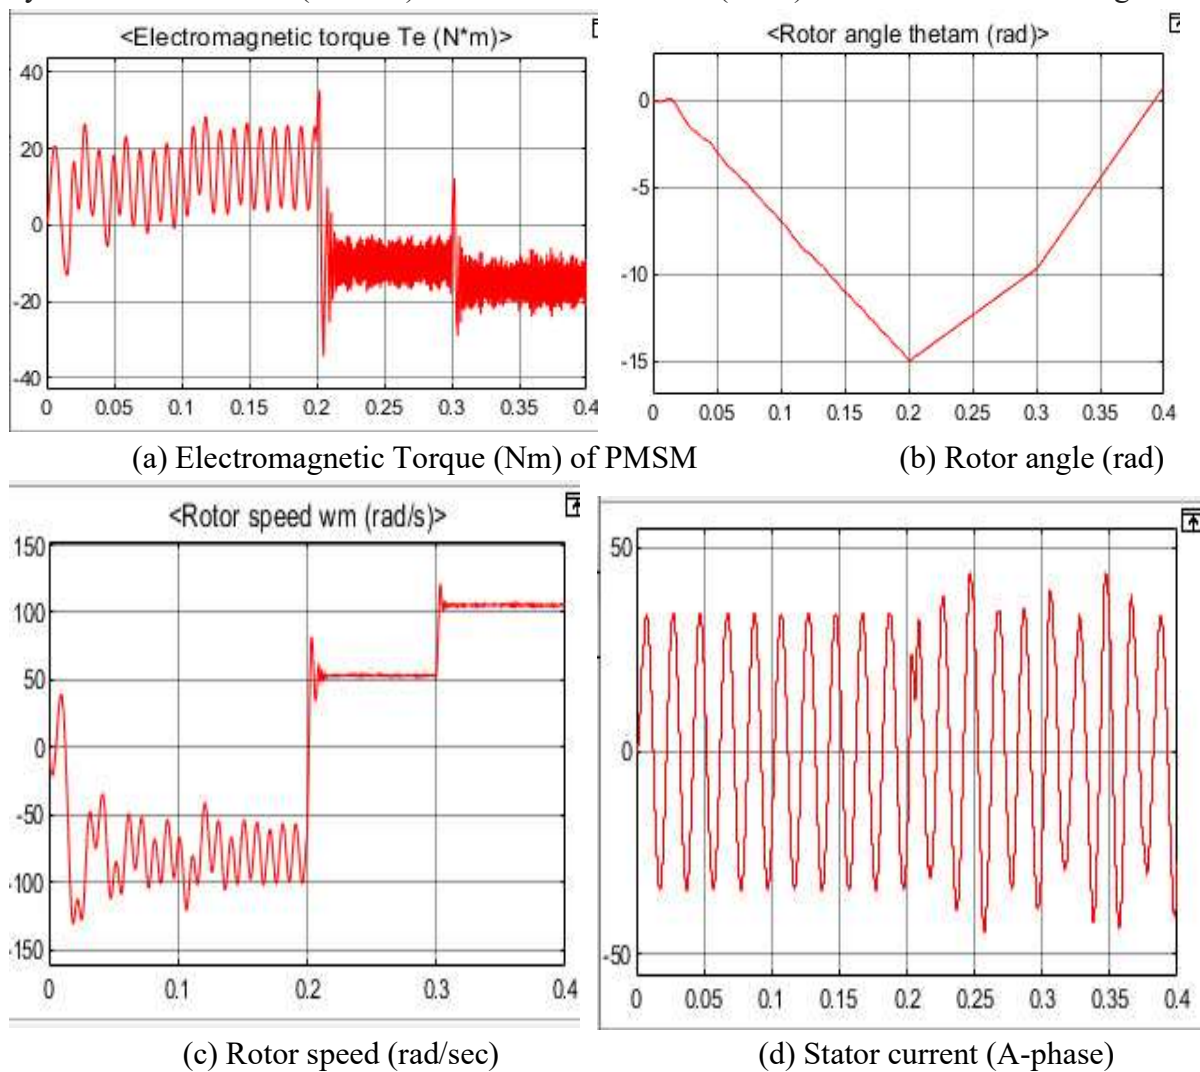 <Electromagnetic torque Te (N*m)>
40
20
0
-20
-40
0 0.05 0.1 0.15 0.2 0.25 0.3 0.35 0.4
<Rotor angle thetam (rad)>
0
-5
-10
-15
0 0.05 0.1 0.15 0.2 0.25 0.3 0.35 0.4
(a) Electromagnetic Torque (Nm) of PMSM
(b) Rotor angle (rad)
<Rotor speed wm (rad/s)>
150
100
50
0
-50
-100
-150
0 0.1 0.2 0.3 0.4
50
0
-50
0 0.05 0.1 0.15 0.2 0.25 0.3 0.35 0.4
(c) Rotor speed (rad/sec)
(d) Stator current (A-phase)